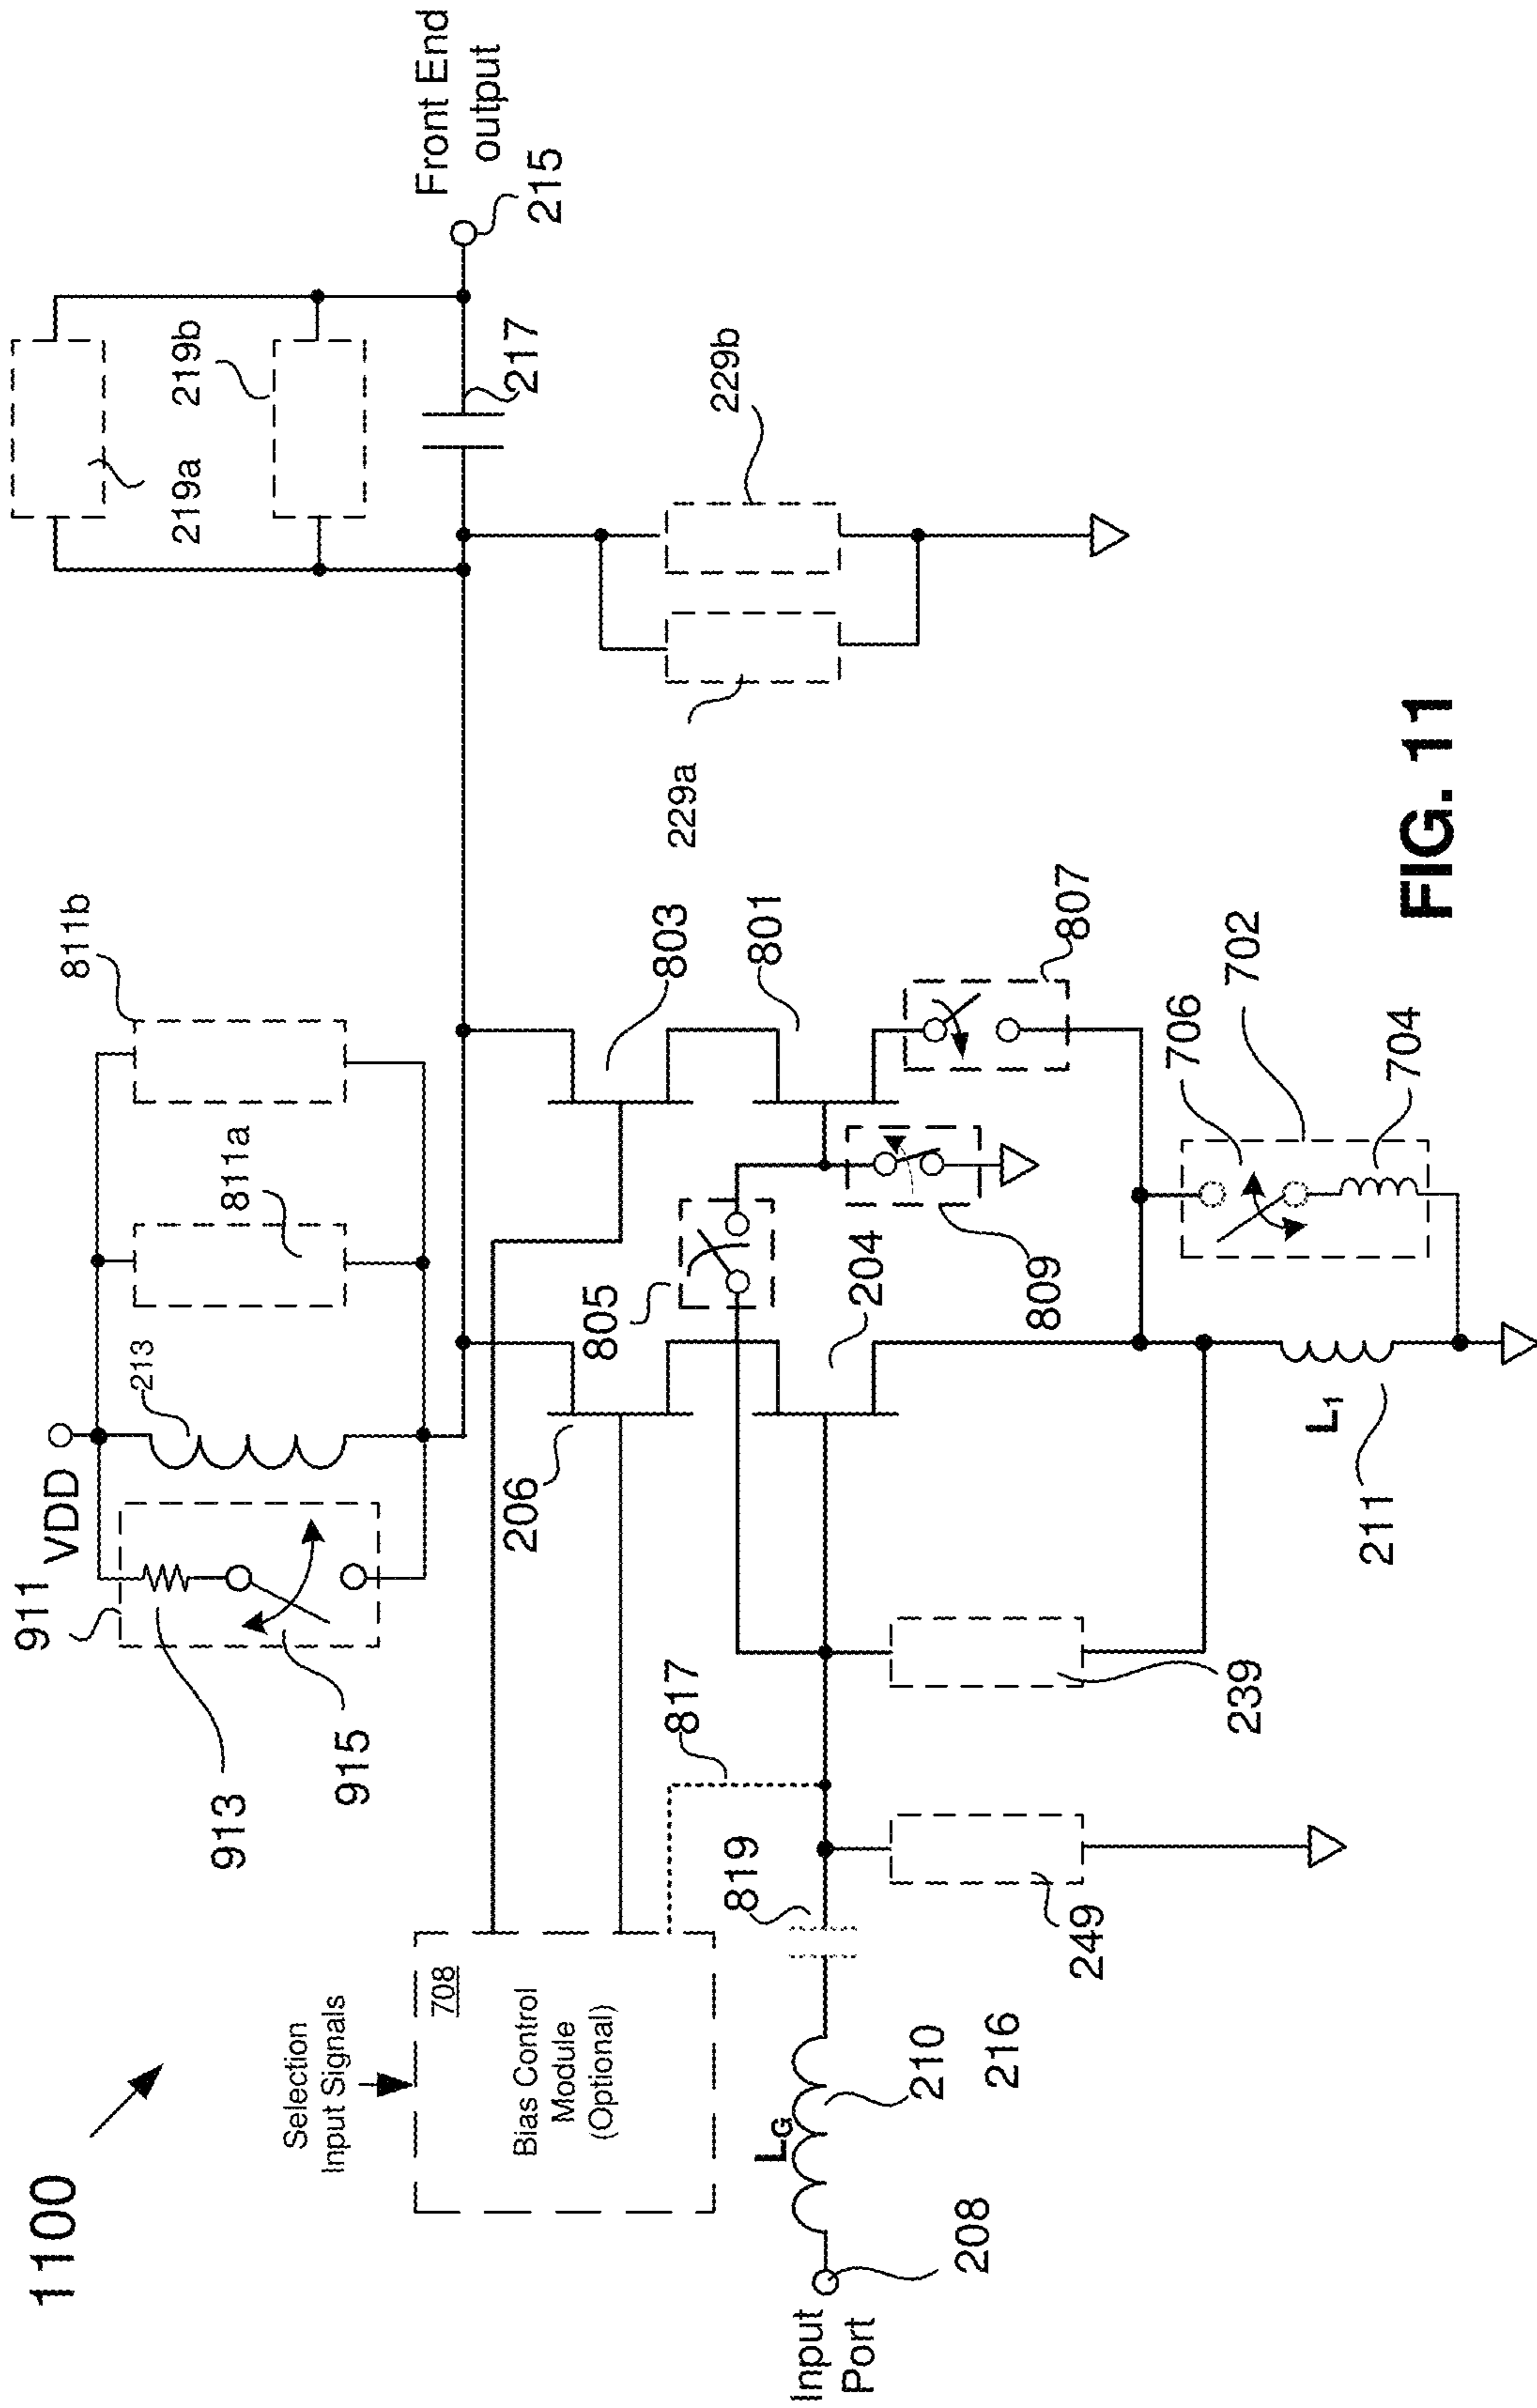 1100
Selection
Input Signals
708
Bias Control
Module
(Optional)
Input
Port
208
L_G
210
216
819
249
817
239
911
VDD
913
915
213
811a
811b
206
805
204
803
801
809
807
706
702
704
L₁
211
219a
219b
217
229a
229b
Front End
output
215
FIG. 11